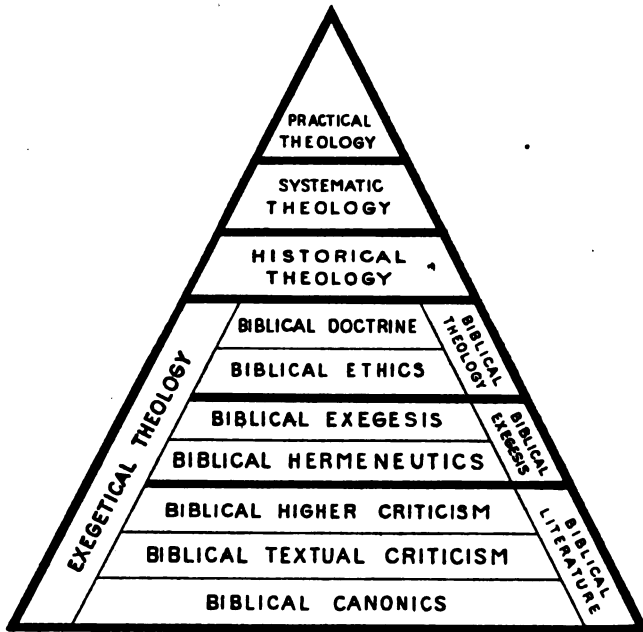 PRACTICAL
THEOLOGY
SYSTEMATIC
THEOLOGY
HISTORICAL
THEOLOGY
EXEGETICAL THEOLOGY
BIBLICAL DOCTRINE
BIBLICAL ETHICS
BIBLICAL
THEOLOGY
BIBLICAL EXEGESIS
BIBLICAL HERMENEUTICS
BIBLICAL
EXEGESIS
BIBLICAL HIGHER CRITICISM
BIBLICAL TEXTUAL CRITICISM
BIBLICAL CANONICS
BIBLICAL
LITERATURE